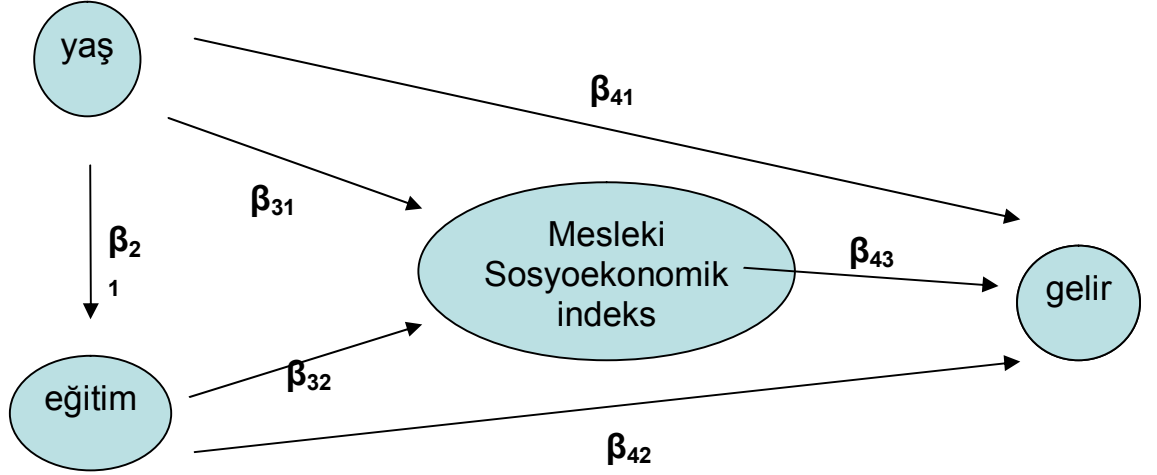 yaş
β₄₁
β₃₁
β₂
₁
Mesleki
Sosyoekonomik
indeks
β₄₃
gelir
eğitim
β₃₂
β₄₂